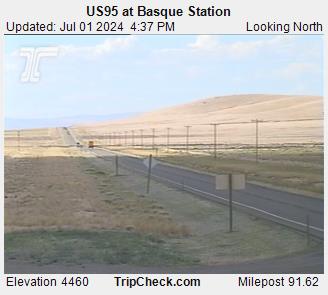 US95 at Basque Station
Updated: Jul 01 2024 4:37 PM Looking North
Elevation 4460 TripCheck.com Milepost 91.62